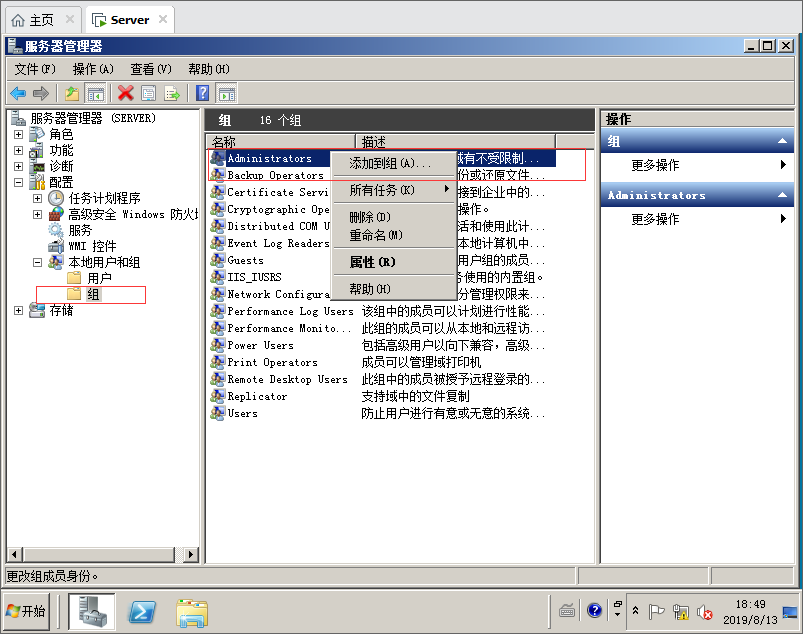 主页
Server
服务器管理器
文件(F) 操作(A) 查看(V) 帮助(H)
服务器管理器 (SERVER)
角色
功能
诊断
配置
任务计划程序
高级安全 Windows 防火
服务
WMI 控件
本地用户和组
用户
组
存储
组 16 个组
名称 描述
Administrators 有不受限制...
Backup Operators 份或还原文件...
Certificate Servi 接到企业中的...
Cryptographic Ope 操作。
Distributed COM U 活和使用此计...
Event Log Readers 本地计算机中...
Guests 用户组的成员...
IIS_IUSRS 使用的内置组。
Network Configura 分管理权限来...
Performance Log Users 该组中的成员可以计划进行性能...
Performance Monito... 此组的成员可以从本地和远程访...
Power Users 包括高级用户以向下兼容，高级...
Print Operators 成员可以管理域打印机
Remote Desktop Users 此组中的成员被授予远程登录的...
Replicator 支持域中的文件复制
Users 防止用户进行有意或无意的系统...
添加到组(A)...
所有任务(K)
删除(D)
重命名(M)
属性(R)
帮助(H)
操作
组
更多操作
Administrators
更多操作
更改组成员身份。
开始
18:49
2019/8/13